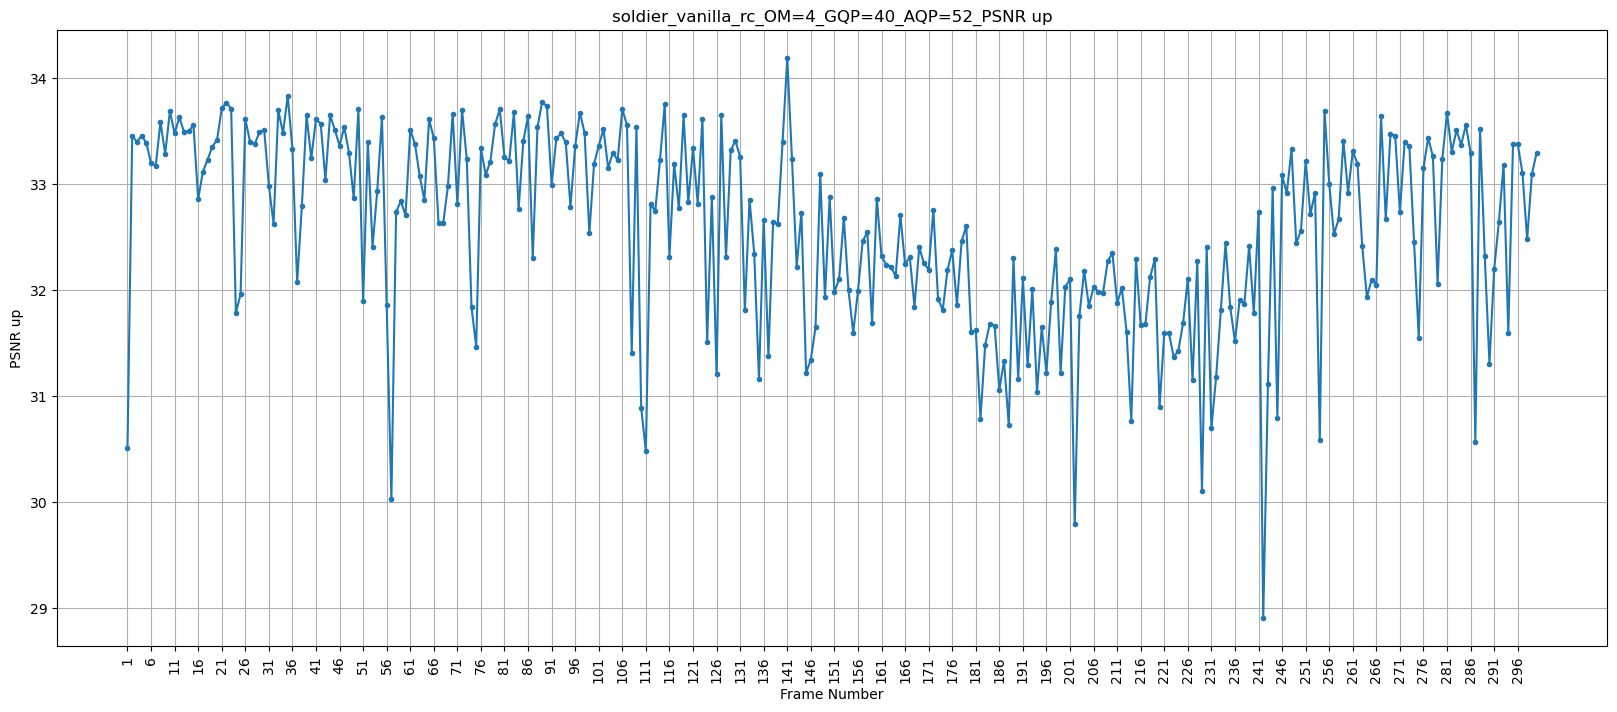 soldier_vanilla_rc_OM=4_GQP=40_AQP=52_PSNR up
PSNR up
34
33
32
31
30
29
1 6 11 16 21 26 31 36 41 46 51 56 61 66 71 76 81 86 91 96 101 106 111 116 121 126 131 136 141 146 151 156 161 166 171 176 181 186 191 196 201 206 211 216 221 226 231 236 241 246 251 256 261 266 271 276 281 286 291 296
Frame Number